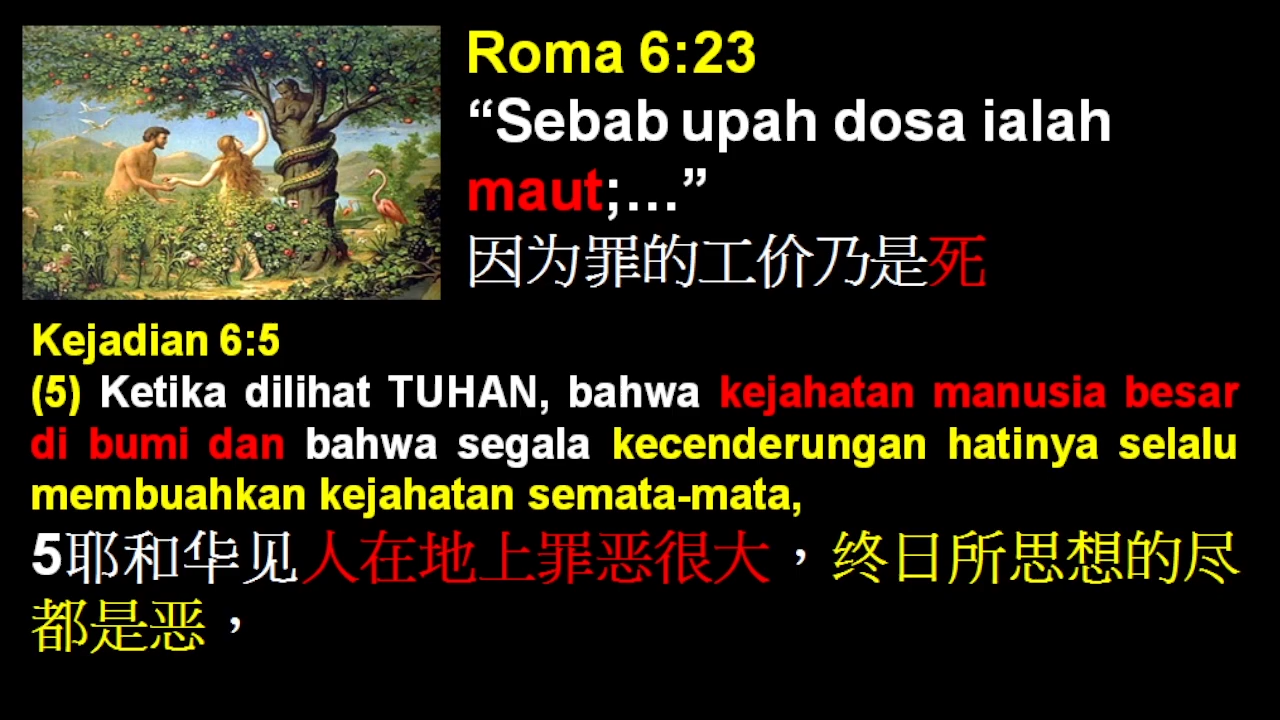 Roma 6:23
“Sebab upah dosa ialah
maut;...”
因为罪的工价乃是死
Kejadian 6:5
(5) Ketika dilihat TUHAN, bahwa kejahatan manusia besar
di bumi dan bahwa segala kecenderungan hatinya selalu
membuahkan kejahatan semata-mata,
5耶和华见人在地上罪恶很大，终日所思想的尽
都是恶，